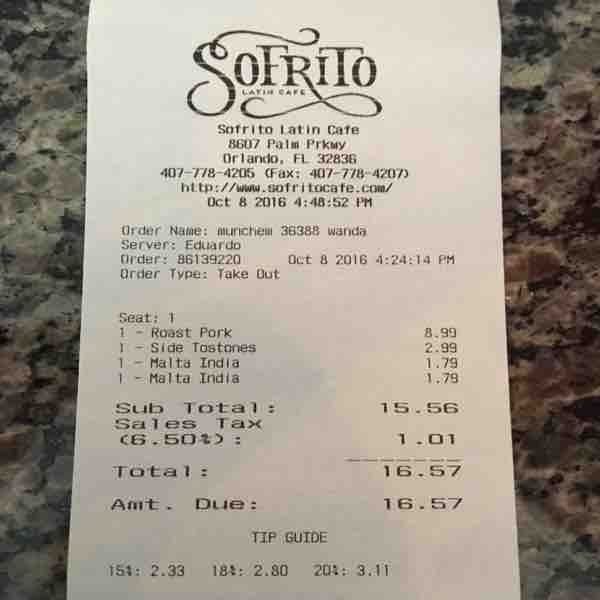 SOFRITO
LATIN CAFE
Sofrito Latin Cafe
8607 Palm Prkwy
Orlando, FL 32836
407-778-4205 (Fax: 407-778-4207)
http://www.sofritocafe.com/
Oct 8 2016 4:48:52 PM
Order Name: munchem 36388 wanda
Server: Eduardo
Order: 86139220 Oct 8 2016 4:24:14 PM
Order Type: Take Out
Seat: 1
1 - Roast Pork 8.99
1 - Side Tostones 2.99
1 - Malta India 1.79
1 - Malta India 1.79
Sub Total: 15.56
Sales Tax
(6.50%): 1.01
Total: 16.57
Amt. Due: 16.57
TIP GUIDE
15%: 2.33 18%: 2.80 20%: 3.11